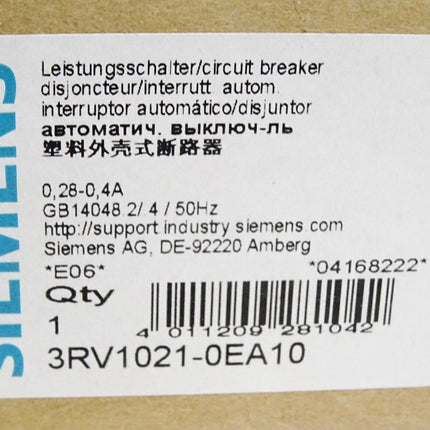 SIEMENS
Leistungsschalter/circuit breaker
disjoncteur/interrutt. autom.
interruptor automático/disjuntor
автоматич. выключ-ль
塑料外壳式断路器
0,28-0,4A
GB14048.2/.4 / 50Hz
http://support.industry.siemens.com
Siemens AG, DE-92220 Amberg
*E06* *04168222*
Qty
1
4 011209 281042
3RV1021-0EA10